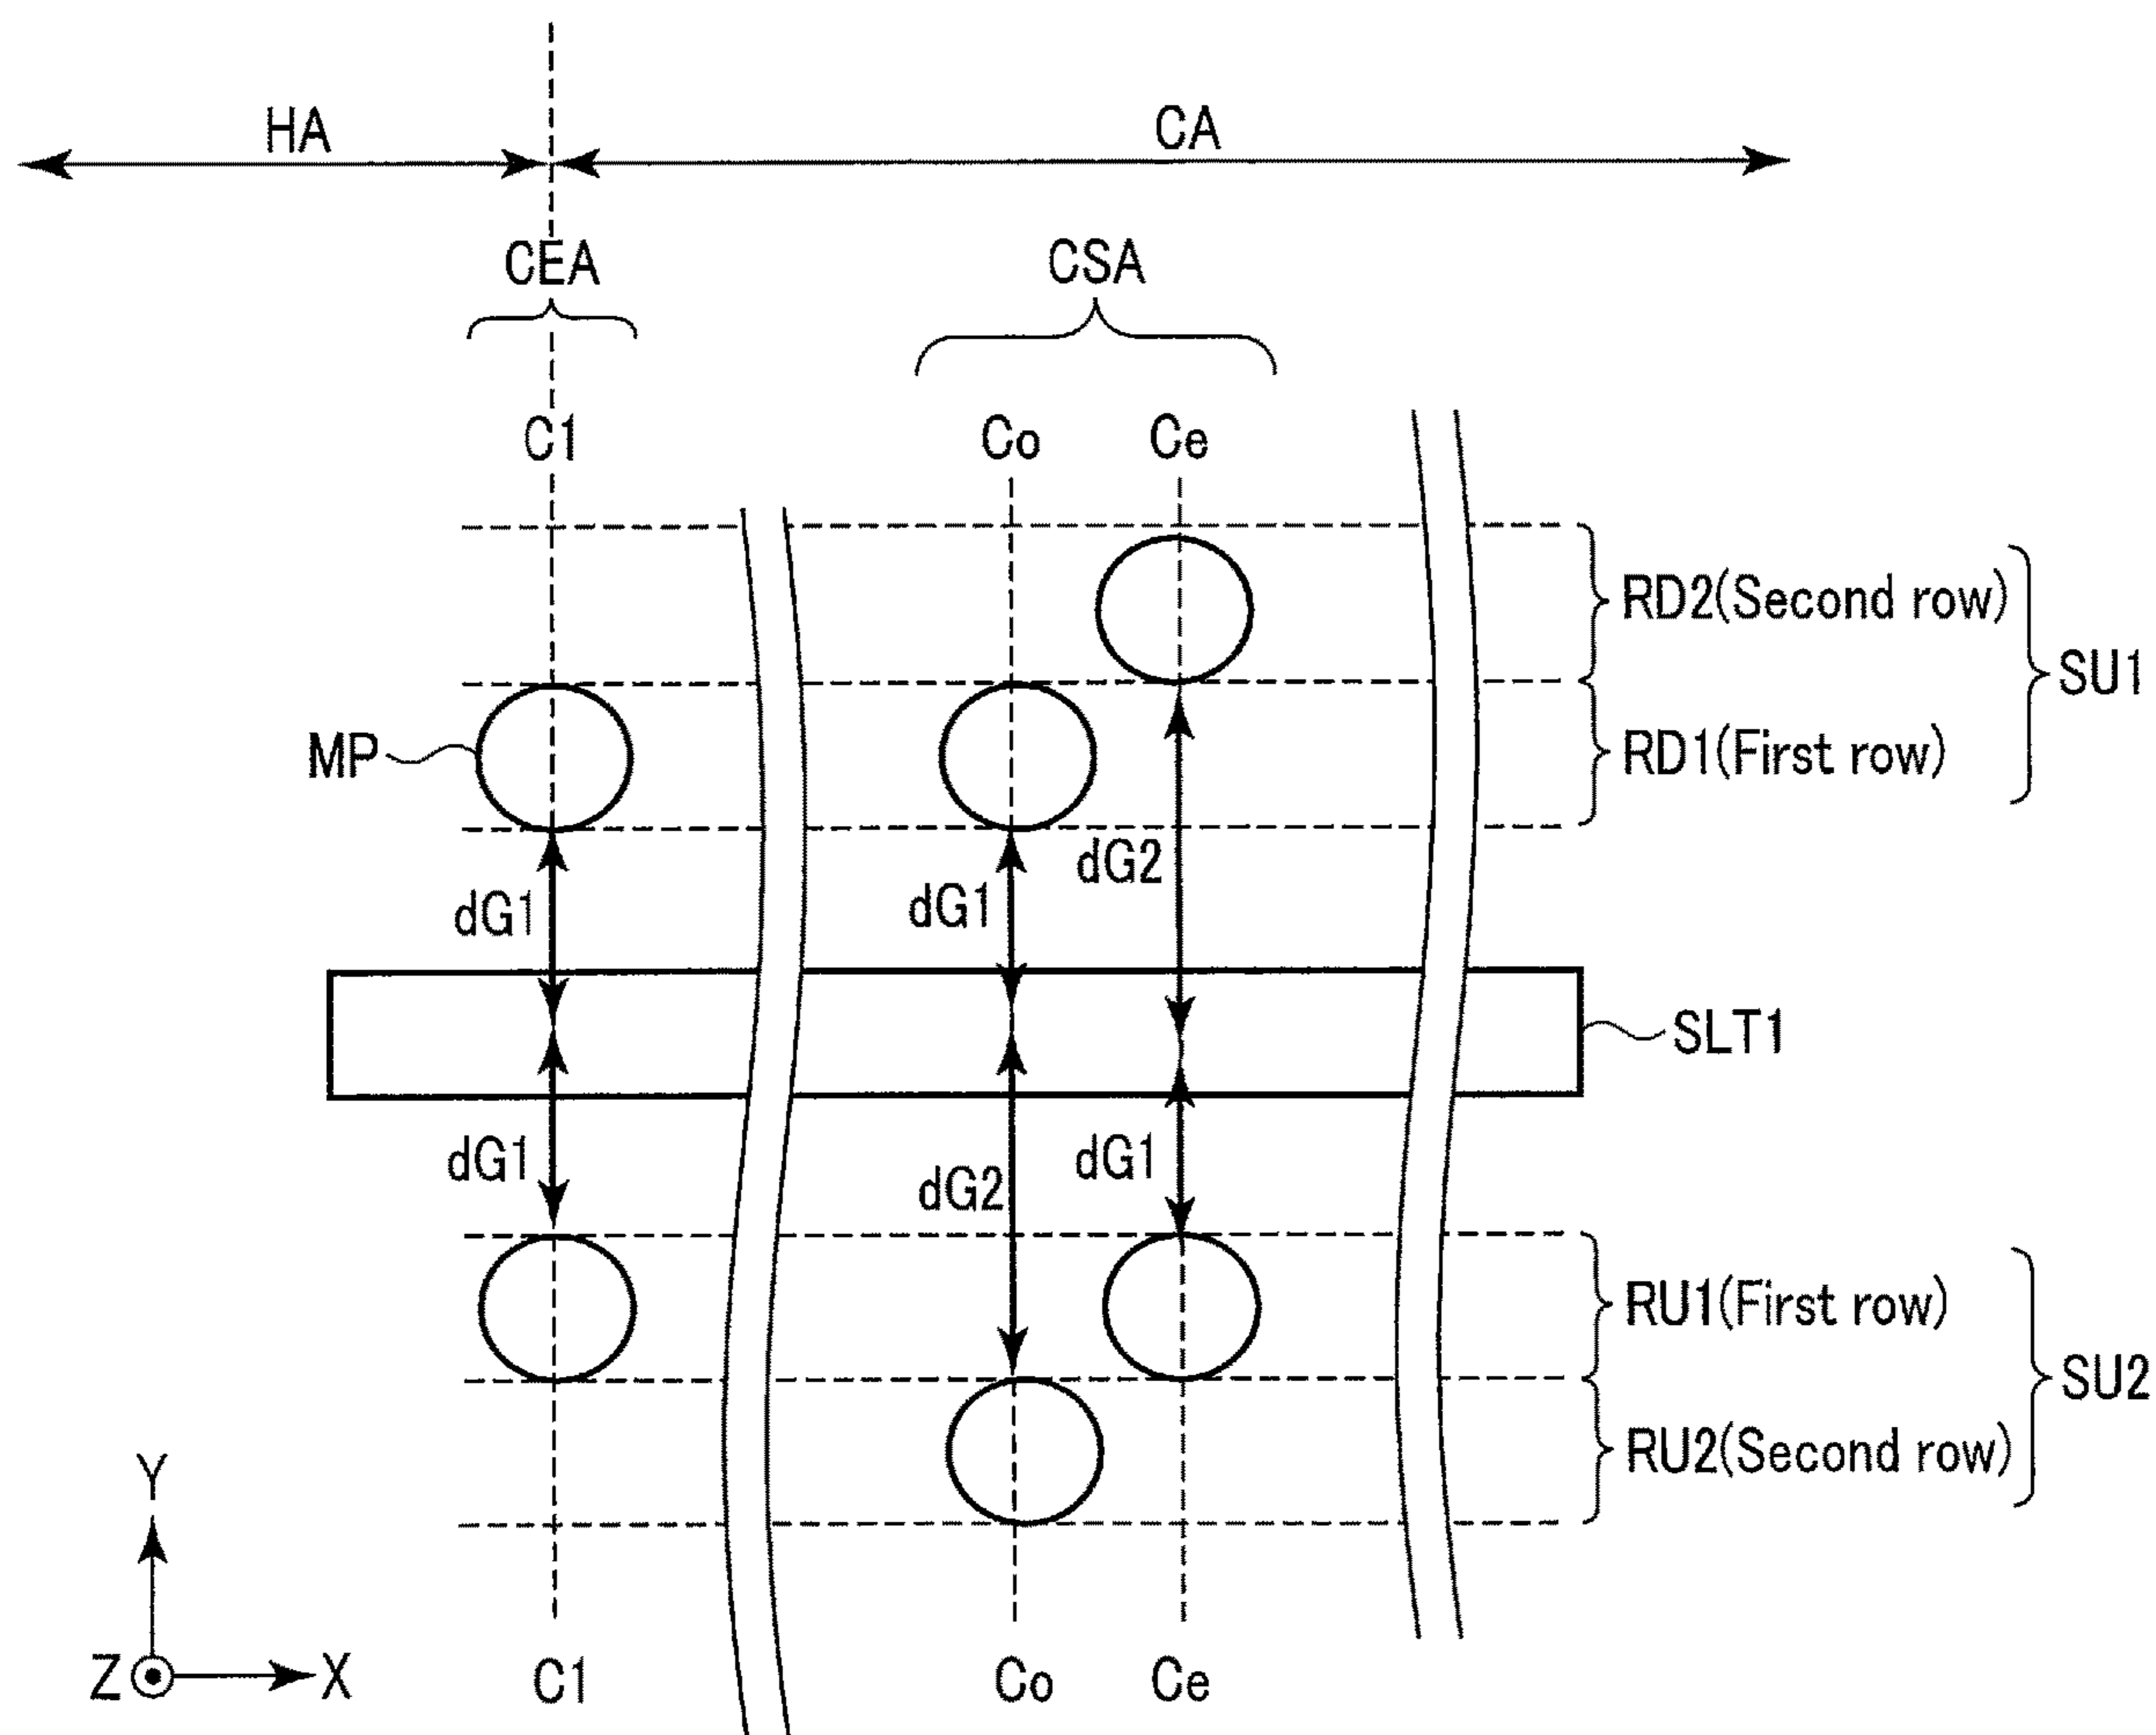 HA
CA
CEA
CSA
C1
Co
Ce
RD2(Second row)
SU1
MP
RD1(First row)
dG2
dG1
dG1
SLT1
dG1
dG1
dG2
RU1(First row)
SU2
RU2(Second row)
Y
Z
X
C1
Co
Ce